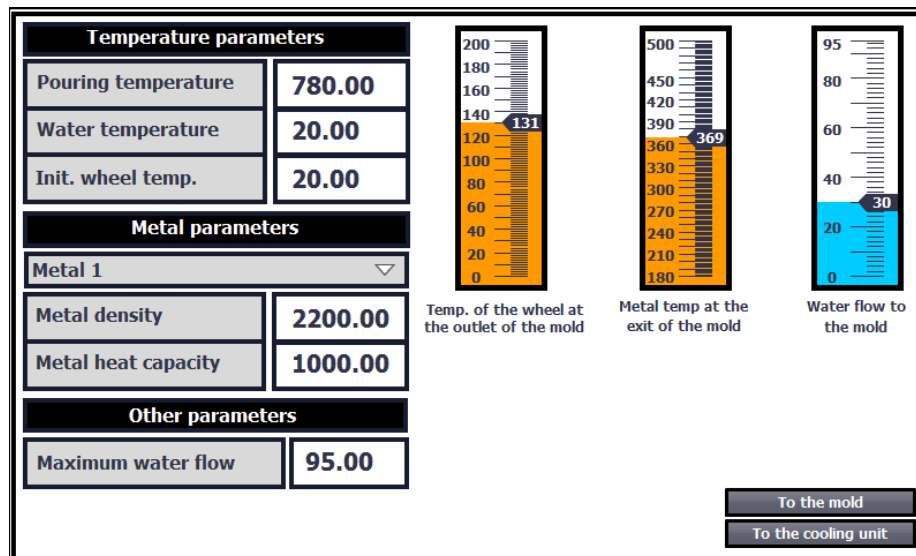 Temperature parameters
Pouring temperature 780.00
Water temperature 20.00
Init. wheel temp. 20.00
Metal parameters
Metal 1
Metal density 2200.00
Metal heat capacity 1000.00
Other parameters
Maximum water flow 95.00
200
180
160
140
131
120
100
80
60
40
20
0
Temp. of the wheel at
the outlet of the mold
500
450
420
390
369
360
330
300
270
240
210
180
Metal temp at the
exit of the mold
95
80
60
40
30
20
0
Water flow to
the mold
To the mold
To the cooling unit